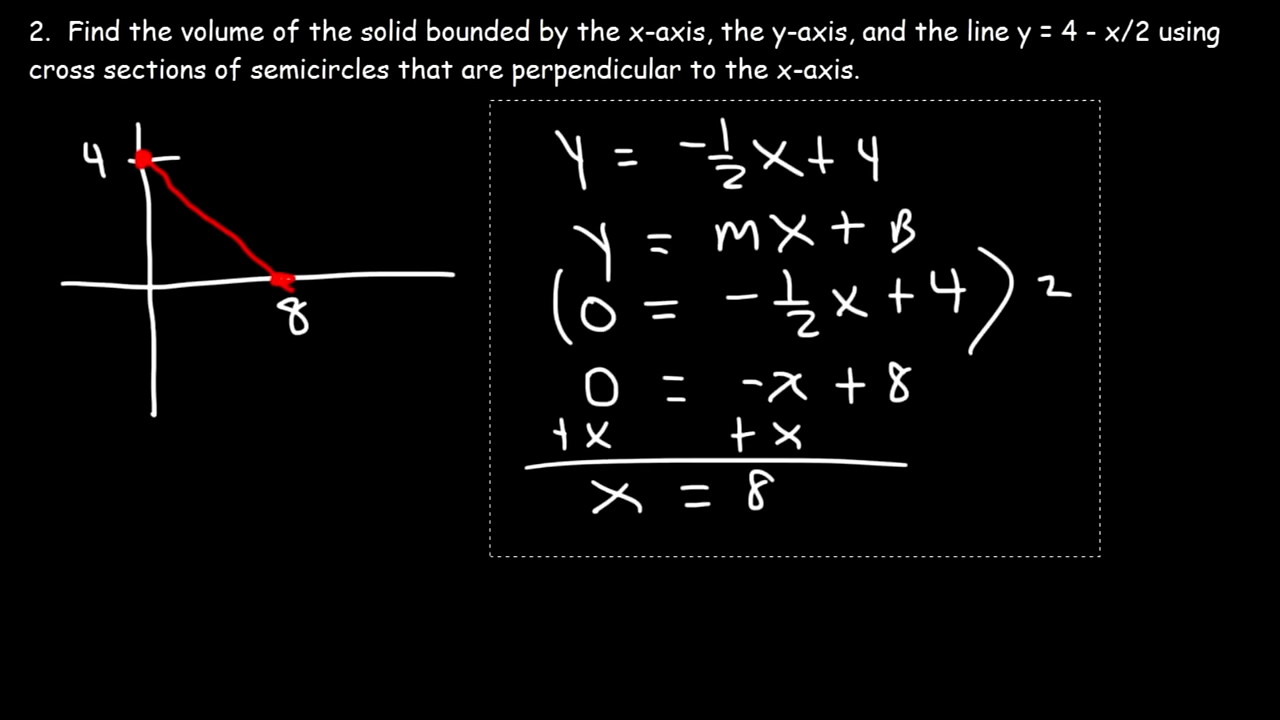 2. Find the volume of the solid bounded by the x-axis, the y-axis, and the line y = 4 - x/2 using
cross sections of semicircles that are perpendicular to the x-axis.
4
8
y = -1/2 x + 4
y = mx + B
(0 = -1/2 x + 4) 2
0 = -x + 8
+x +x
x = 8